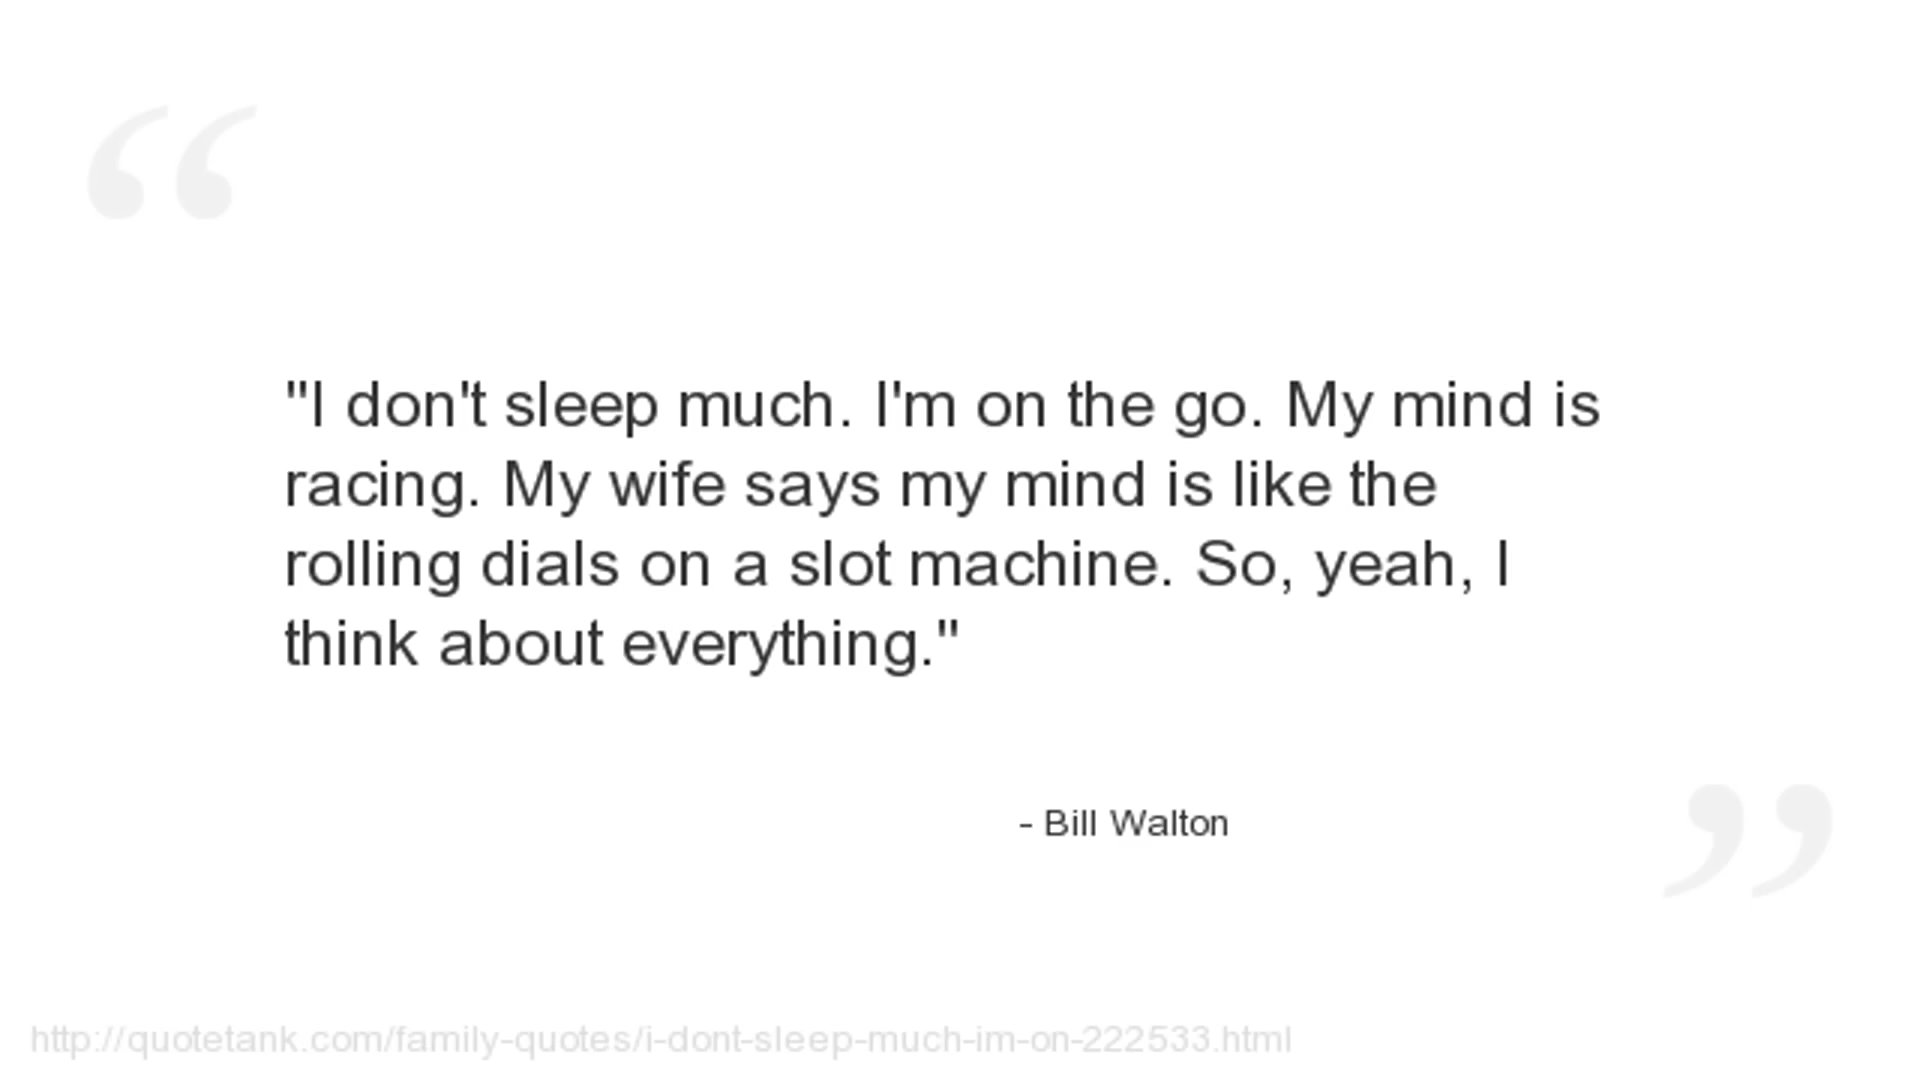 "I don't sleep much. I'm on the go. My mind is
racing. My wife says my mind is like the
rolling dials on a slot machine. So, yeah, I
think about everything."
- Bill Walton
http://quotetank.com/family-quotes/i-dont-sleep-much-im-on-222533.html